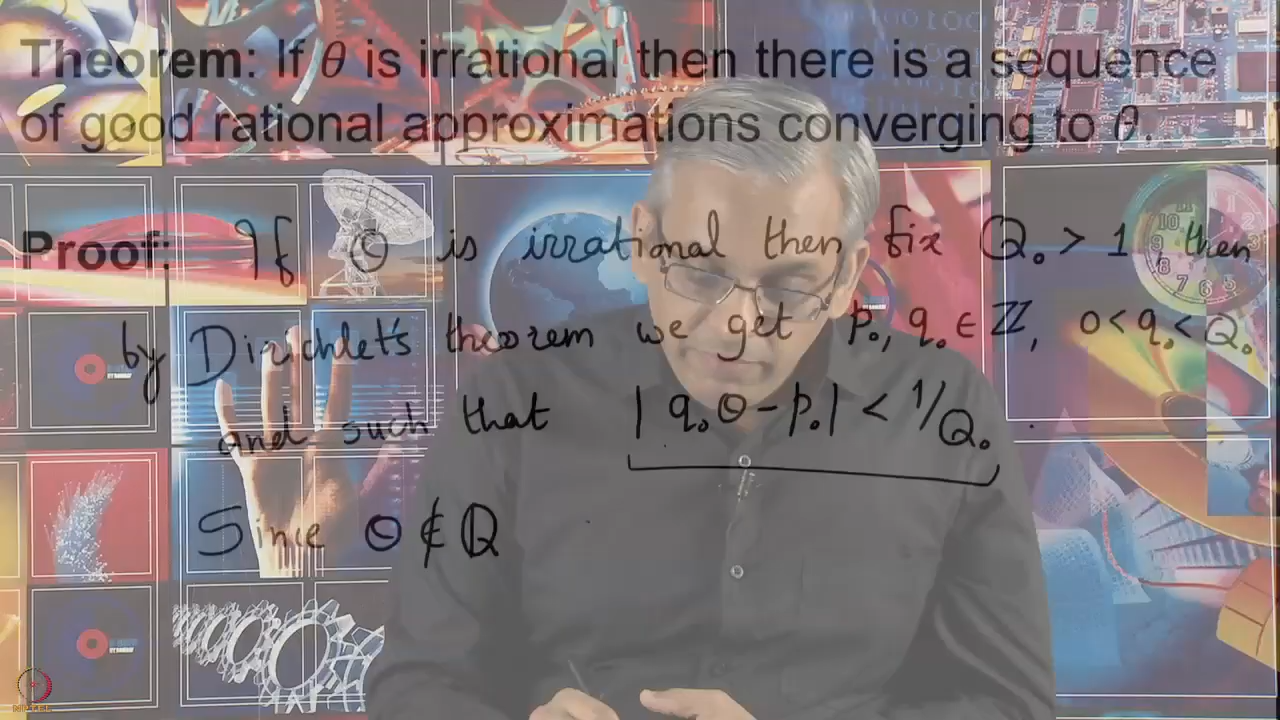 Theorem: If θ is irrational then there is a sequence
of good rational approximations converging to θ.
Proof: If θ is irrational then fix Q₀ > 1, then
by Dirichlet's theorem we get p₀, q₀ ∈ ℤ, 0 < q₀ < Q₀
and such that | q₀θ - p₀ | < 1/Q₀.
Since θ ∉ ℚ
NPTEL